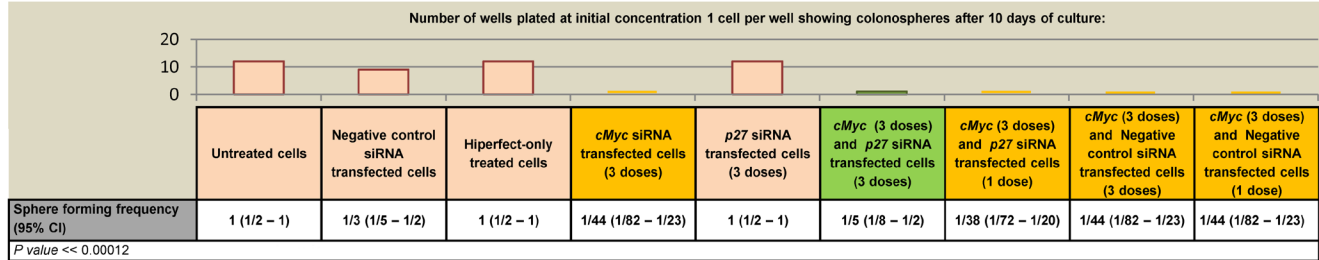 Number of wells plated at initial concentration 1 cell per well showing colonospheres after 10 days of culture:
20
10
0
Untreated cells
Negative control
siRNA
transfected cells
Hiperfect-only
treated cells
cMyc siRNA
transfected cells
(3 doses)
p27 siRNA
transfected cells
(3 doses)
cMyc (3 doses)
and p27 siRNA
transfected cells
(3 doses)
cMyc (3 doses)
and p27 siRNA
transfected cells
(1 dose)
cMyc (3 doses)
and Negative
control siRNA
transfected cells
(3 doses)
cMyc (3 doses)
and Negative
control siRNA
transfected cells
(1 dose)
Sphere forming frequency
(95% CI)
1 (1/2 – 1)
1/3 (1/5 – 1/2)
1 (1/2 – 1)
1/44 (1/82 – 1/23)
1 (1/2 – 1)
1/5 (1/8 – 1/2)
1/38 (1/72 – 1/20)
1/44 (1/82 – 1/23)
1/44 (1/82 – 1/23)
P value << 0.00012